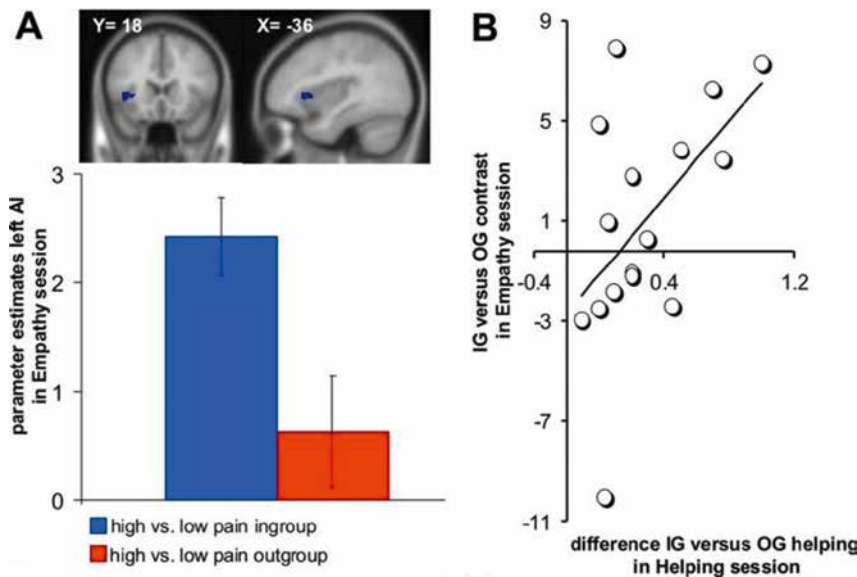 A
Y= 18
X= -36
3
2
1
0
parameter estimates left AI
in Empathy session
high vs. low pain ingroup
high vs. low pain outgroup
B
9
5
1
-3
-7
-11
-0.4
0.4
1.2
IG versus OG contrast
in Empathy session
difference IG versus OG helping
in Helping session